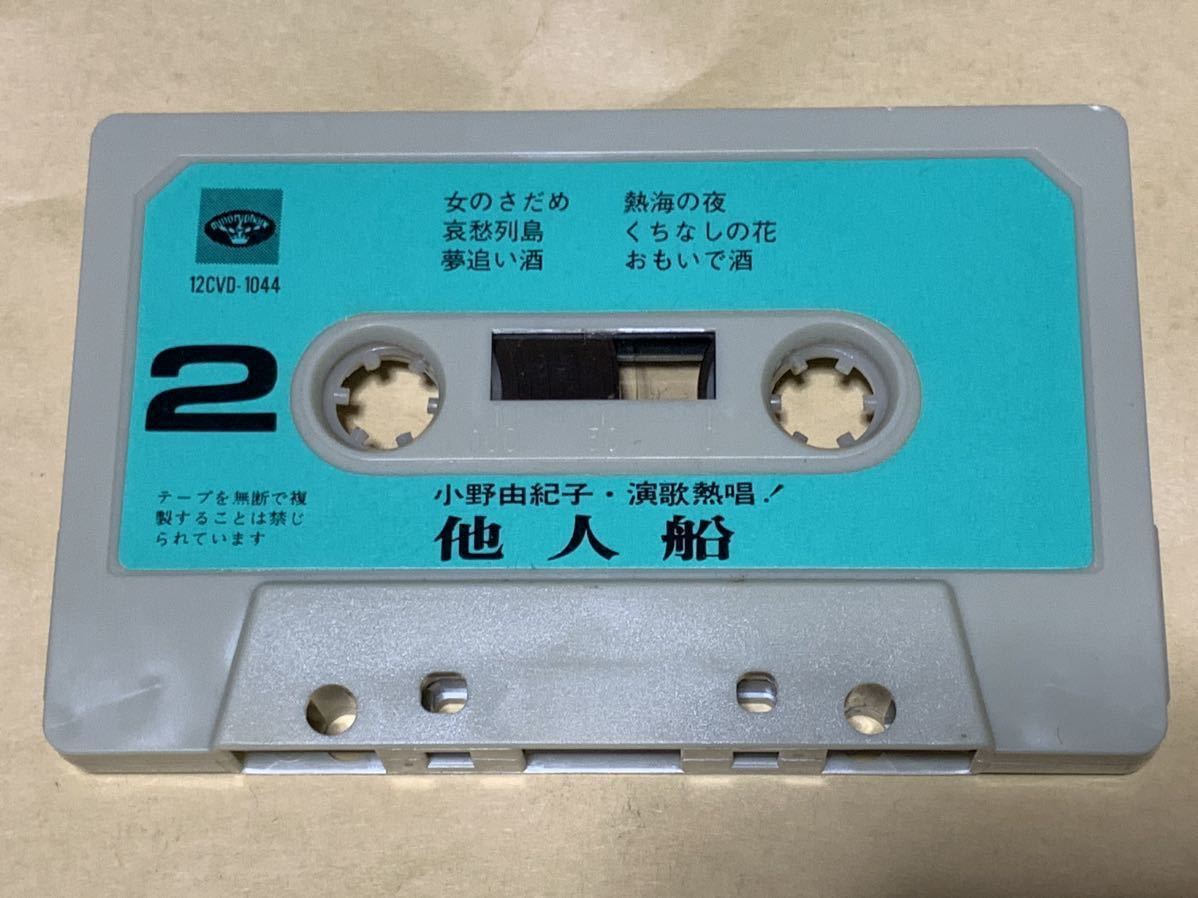 minoruphone
12CVD-1044
女のさだめ
哀愁列島
夢追い酒
熱海の夜
くちなしの花
おもいで酒
2
テープを無断で複
製することは禁じ
られています
小野由紀子・演歌熱唱!
他人船